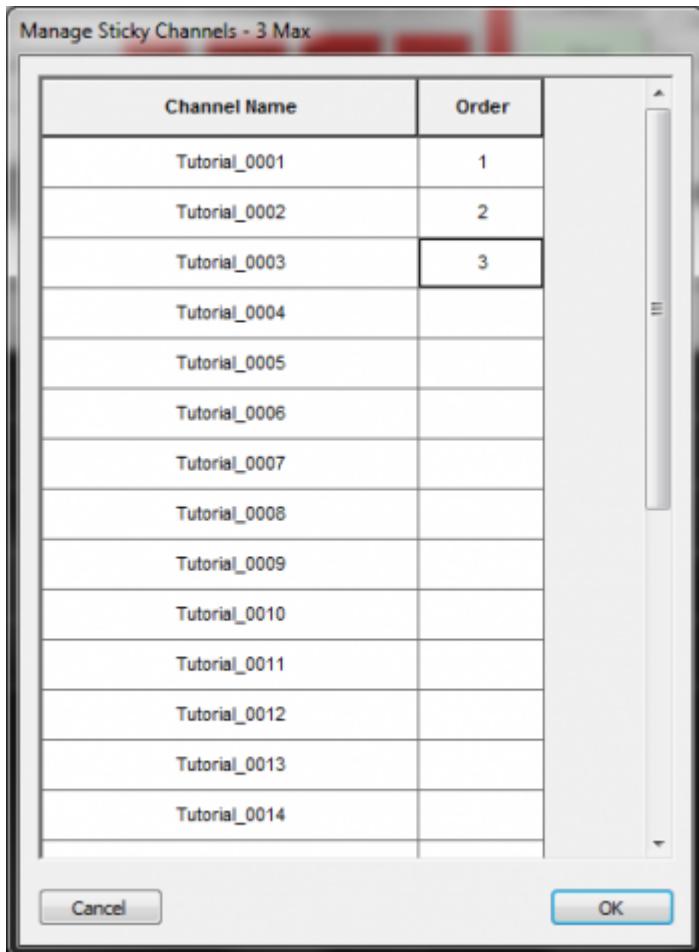 Manage Sticky Channels - 3 Max
Channel Name Order
Tutorial_0001 1
Tutorial_0002 2
Tutorial_0003 3
Tutorial_0004
Tutorial_0005
Tutorial_0006
Tutorial_0007
Tutorial_0008
Tutorial_0009
Tutorial_0010
Tutorial_0011
Tutorial_0012
Tutorial_0013
Tutorial_0014
Cancel OK